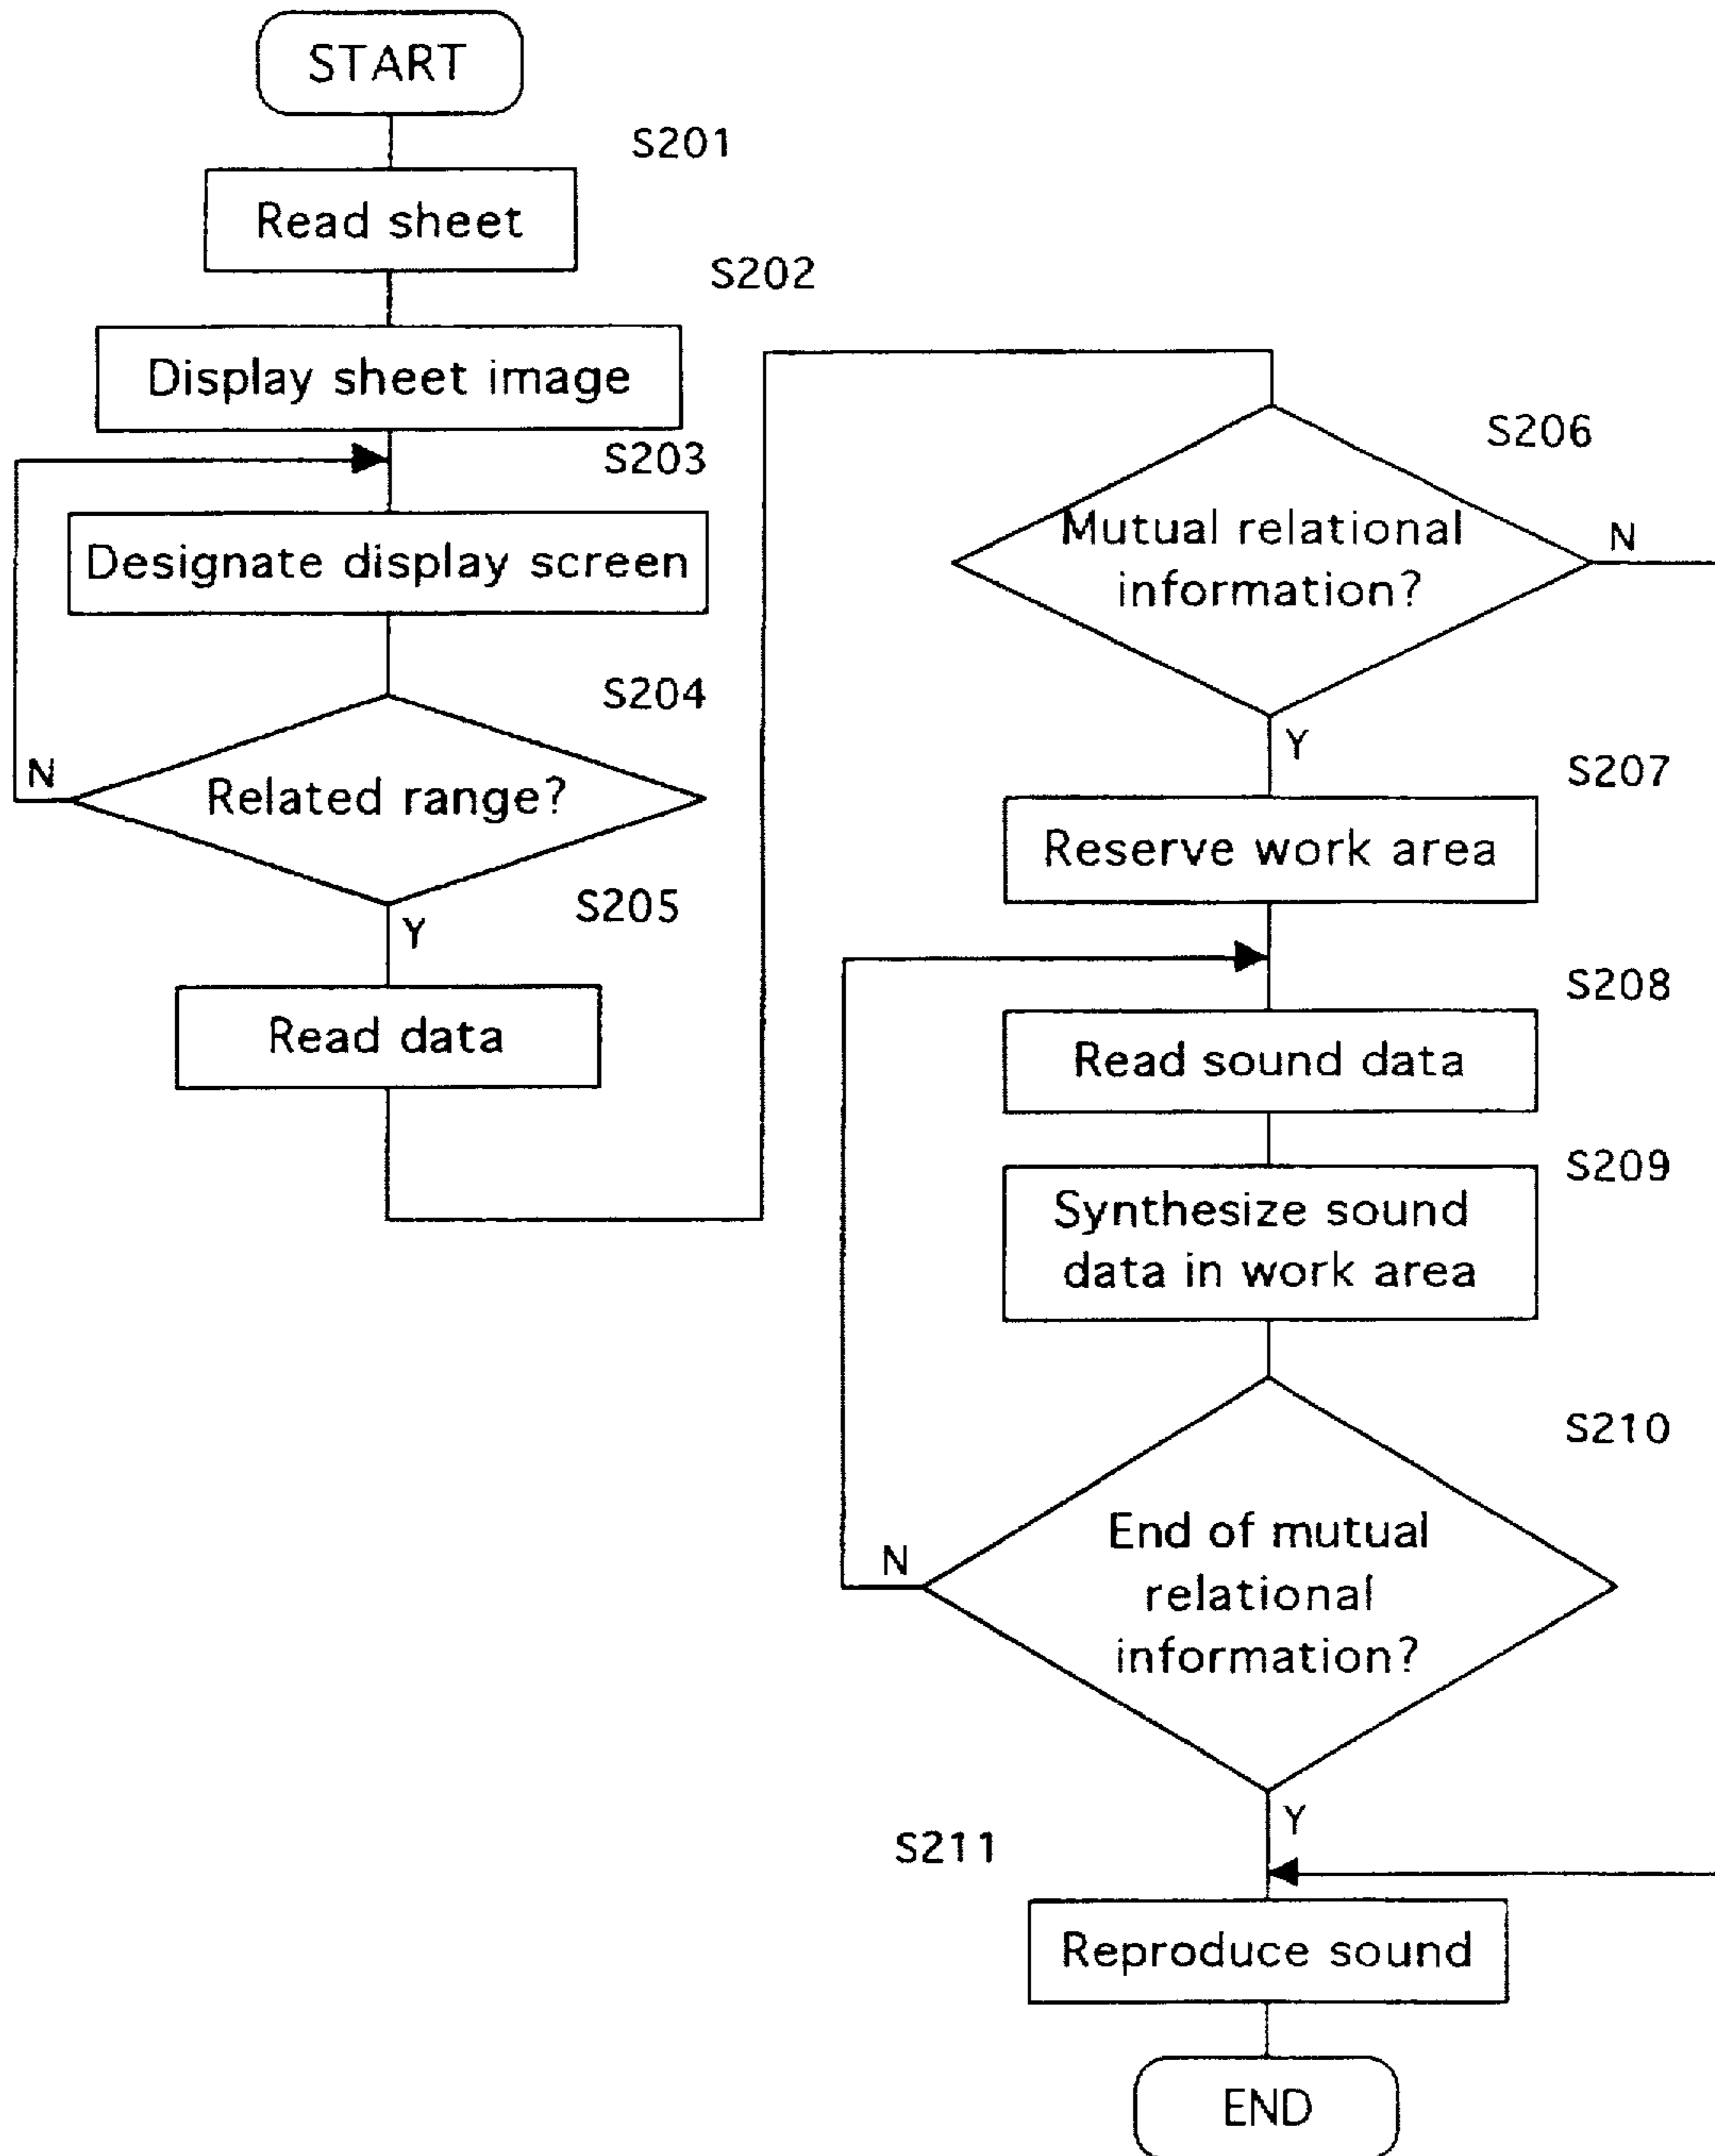 START
S201
Read sheet
S202
Display sheet image
S203
Designate display screen
S204
Related range?
N
Y
S205
Read data
S206
Mutual relational
information?
N
Y
S207
Reserve work area
S208
Read sound data
S209
Synthesize sound
data in work area
S210
End of mutual
relational
information?
N
Y
S211
Reproduce sound
END